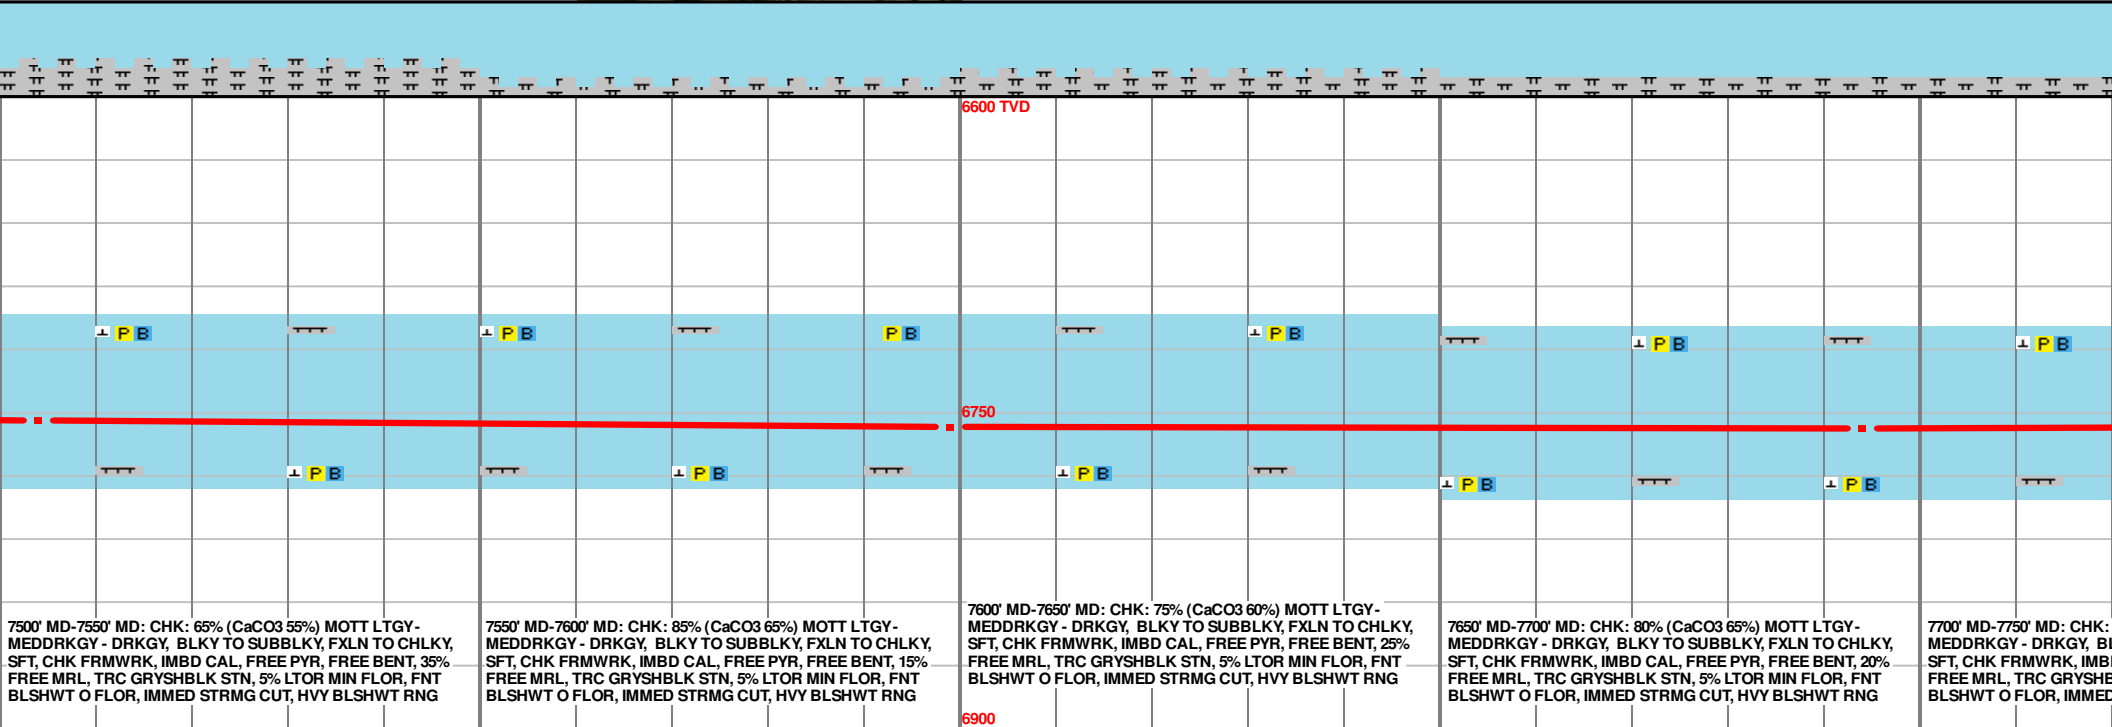 6600 TVD
P B
P B
P B
P B
P B
P B
6750
P B
P B
P B
P B
P B
7500' MD-7550' MD: CHK: 65% (CaCO3 55%) MOTT LTGY-
MEDDRKGY - DRKGY, BLKY TO SUBBLKY, FXLN TO CHLKY,
SFT, CHK FRMWRK, IMBD CAL, FREE PYR, FREE BENT, 35%
FREE MRL, TRC GRYSHBLK STN, 5% LTOR MIN FLOR, FNT
BLSHWT O FLOR, IMMED STRMG CUT, HVY BLSHWT RNG
7550' MD-7600' MD: CHK: 85% (CaCO3 65%) MOTT LTGY-
MEDDRKGY - DRKGY, BLKY TO SUBBLKY, FXLN TO CHLKY,
SFT, CHK FRMWRK, IMBD CAL, FREE PYR, FREE BENT, 15%
FREE MRL, TRC GRYSHBLK STN, 5% LTOR MIN FLOR, FNT
BLSHWT O FLOR, IMMED STRMG CUT, HVY BLSHWT RNG
7600' MD-7650' MD: CHK: 75% (CaCO3 60%) MOTT LTGY-
MEDDRKGY - DRKGY, BLKY TO SUBBLKY, FXLN TO CHLKY,
SFT, CHK FRMWRK, IMBD CAL, FREE PYR, FREE BENT, 25%
FREE MRL, TRC GRYSHBLK STN, 5% LTOR MIN FLOR, FNT
BLSHWT O FLOR, IMMED STRMG CUT, HVY BLSHWT RNG
7650' MD-7700' MD: CHK: 80% (CaCO3 65%) MOTT LTGY-
MEDDRKGY - DRKGY, BLKY TO SUBBLKY, FXLN TO CHLKY,
SFT, CHK FRMWRK, IMBD CAL, FREE PYR, FREE BENT, 20%
FREE MRL, TRC GRYSHBLK STN, 5% LTOR MIN FLOR, FNT
BLSHWT O FLOR, IMMED STRMG CUT, HVY BLSHWT RNG
7700' MD-7750' MD: CHK:
MEDDRKGY - DRKGY, BL
SFT, CHK FRMWRK, IMB
FREE MRL, TRC GRYSHB
BLSHWT O FLOR, IMMED
6900